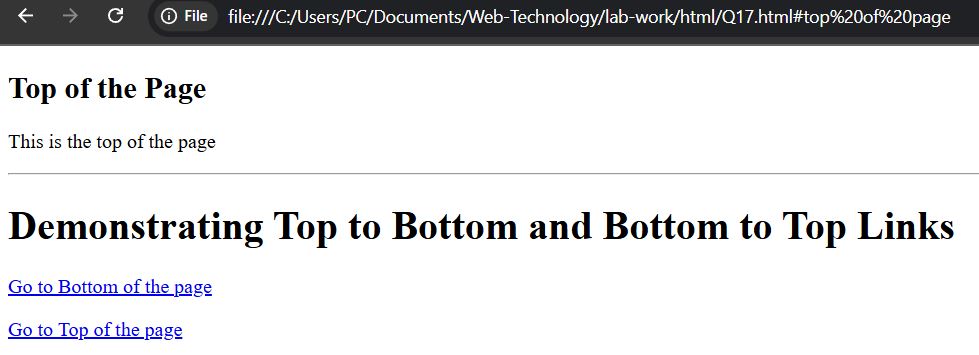 File file:///C:/Users/PC/Documents/Web-Technology/lab-work/html/Q17.html#top%20of%20page
Top of the Page
This is the top of the page
Demonstrating Top to Bottom and Bottom to Top Links
Go to Bottom of the page
Go to Top of the page